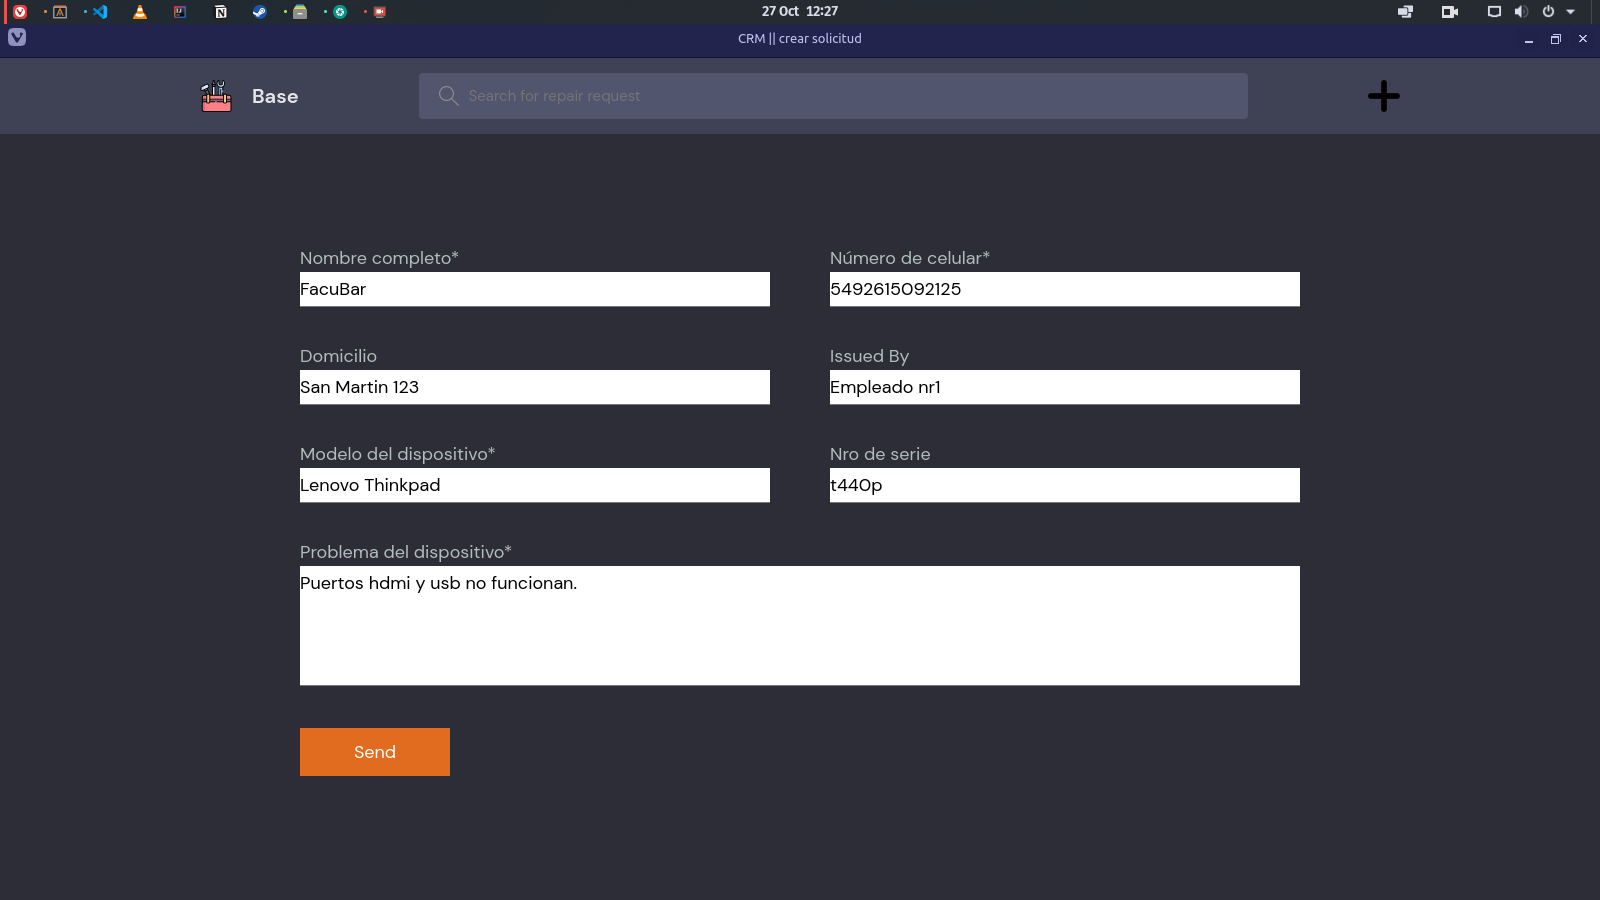 27 Oct 12:27
CRM || crear solicitud
Base
Search for repair request
Nombre completo*
Número de celular*
FacuBar
5492615092125
Domicilio
Issued By
San Martin 123
Empleado nr1
Modelo del dispositivo*
Nro de serie
Lenovo Thinkpad
t440p
Problema del dispositivo*
Puertos hdmi y usb no funcionan.
Send